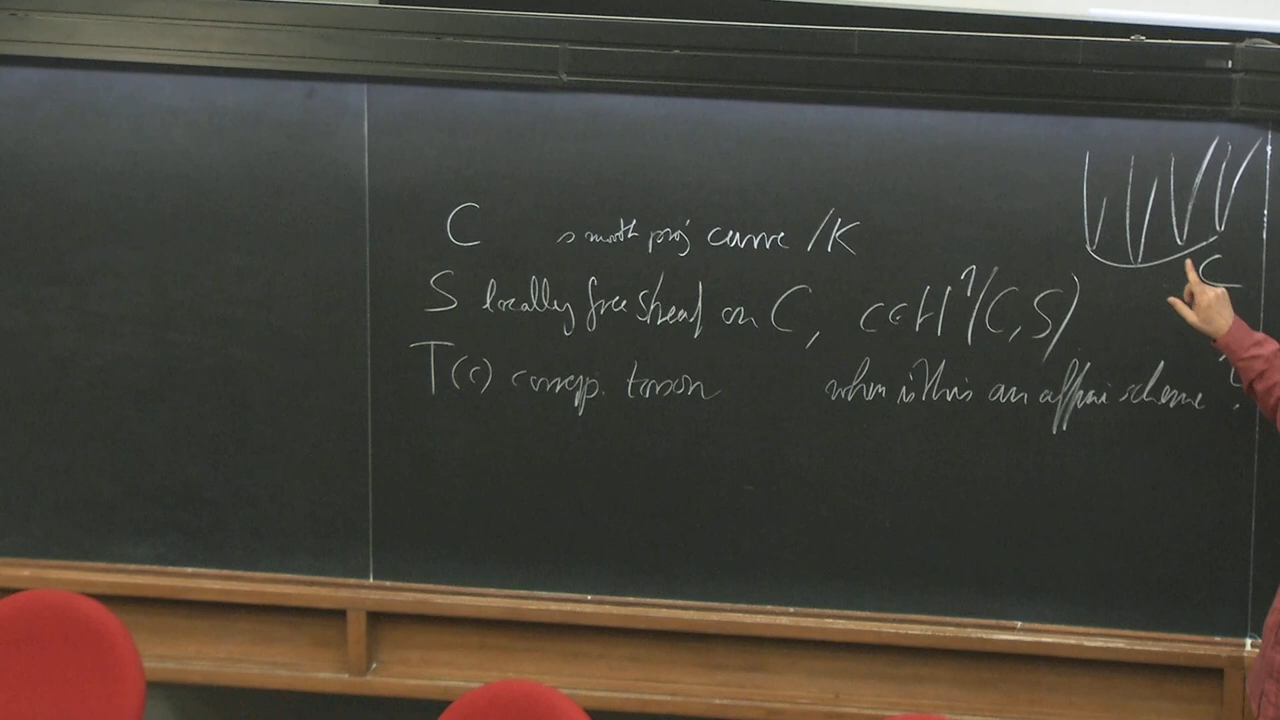 C smooth proj curve /K
S locally free sheaf on C, c ∈ H¹(C,S)
T(c) corresp. torsor when is this an affine scheme ?
C